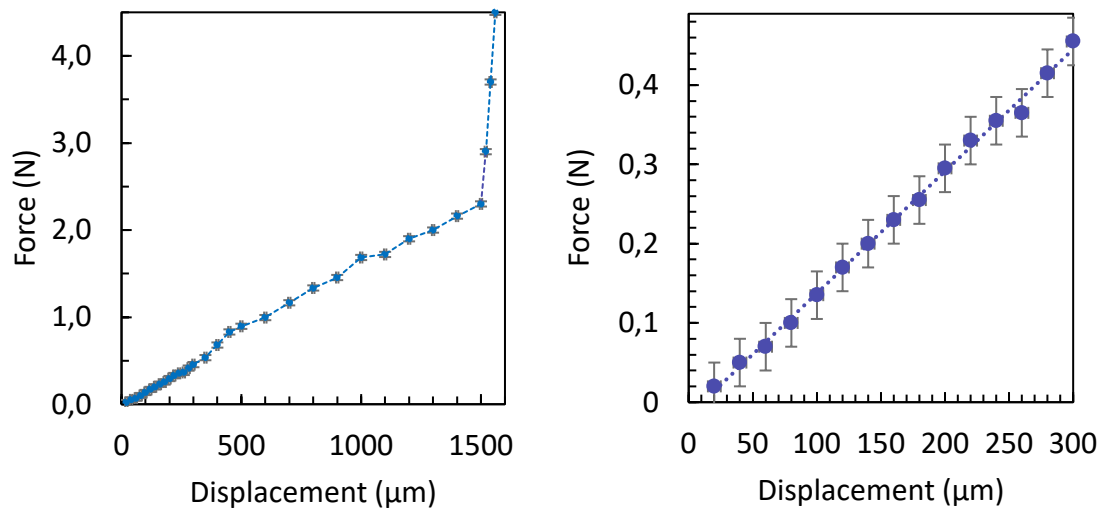 4,0
3,0
2,0
1,0
0,0
0 500 1000 1500
Force (N)
Displacement (μm)
0,4
0,3
0,2
0,1
0
0 50 100 150 200 250 300
Force (N)
Displacement (μm)